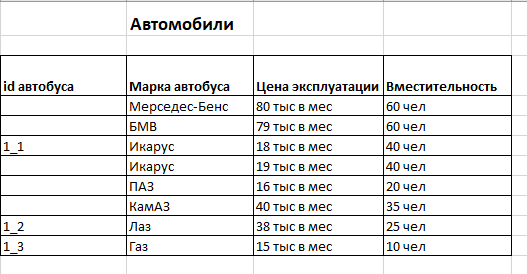 Автомобили
id автобуса Марка автобуса Цена эксплуатации Вместительность
Мерседес-Бенс 80 тыс в мес 60 чел
БМВ 79 тыс в мес 60 чел
1_1 Икарус 18 тыс в мес 40 чел
Икарус 19 тыс в мес 40 чел
ПАЗ 16 тыс в мес 20 чел
КамАЗ 40 тыс в мес 35 чел
1_2 Лаз 38 тыс в мес 25 чел
1_3 Газ 15 тыс в мес 10 чел